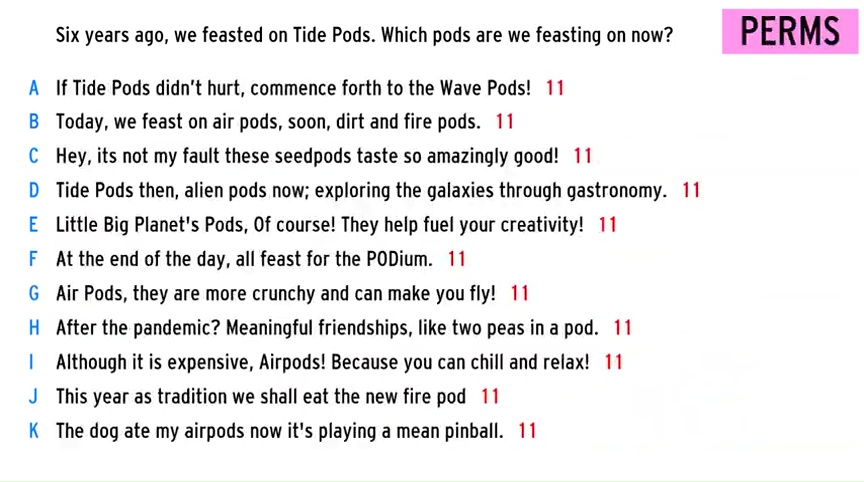 Six years ago, we feasted on Tide Pods. Which pods are we feasting on now?
PERMS
A If Tide Pods didn't hurt, commence forth to the Wave Pods! 11
B Today, we feast on air pods, soon, dirt and fire pods. 11
C Hey, its not my fault these seedpods taste so amazingly good! 11
D Tide Pods then, alien pods now; exploring the galaxies through gastronomy. 11
E Little Big Planet's Pods, Of course! They help fuel your creativity! 11
F At the end of the day, all feast for the PODium. 11
G Air Pods, they are more crunchy and can make you fly! 11
H After the pandemic? Meaningful friendships, like two peas in a pod. 11
I Although it is expensive, Airpods! Because you can chill and relax! 11
J This year as tradition we shall eat the new fire pod 11
K The dog ate my airpods now it's playing a mean pinball. 11